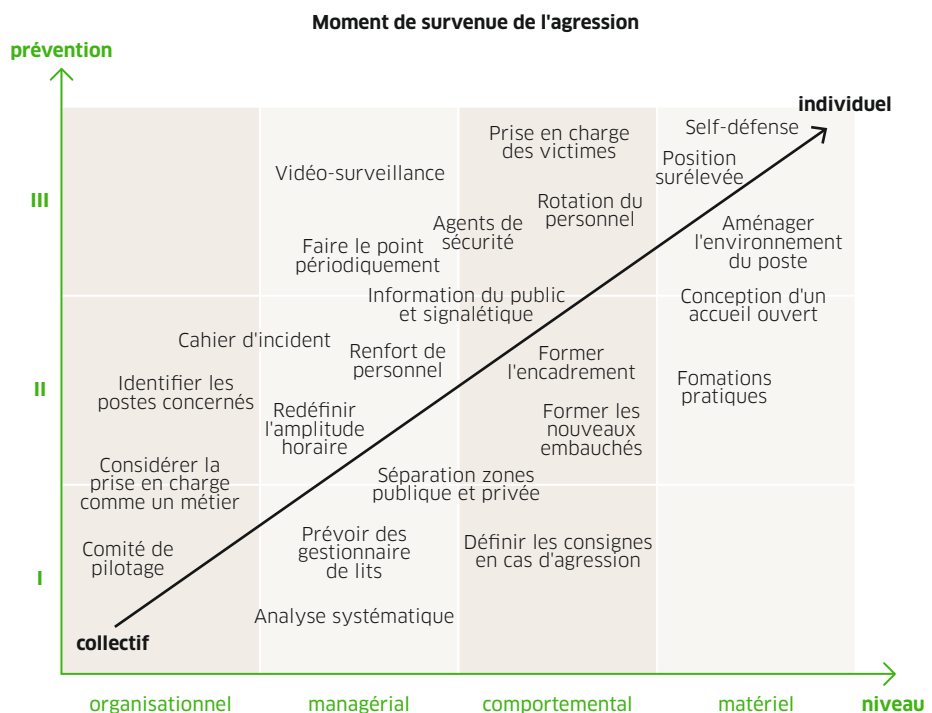 Moment de survenue de l'agression
prévention
individuel
Self-défense
Prise en charge
des victimes
Position
surélevée
Vidéo-surveillance
III
Rotation du
personnel
Agents de
sécurité
Aménager
l'environnement
du poste
Faire le point
périodiquement
Information du public
et signalétique
Conception d'un
accueil ouvert
Cahier d'incident
Renfort de
personnel
Former
l'encadrement
II
Identifier les
postes concernés
Fomations
pratiques
Redéfinir
l'amplitude
horaire
Former les
nouveaux
embauchés
Considérer la
prise en charge
comme un métier
Séparation zones
publique et privée
Comité de
pilotage
Prévoir des
gestionnaire
de lits
Définir les consignes
en cas d'agression
I
Analyse systématique
collectif
organisationnel
managérial
comportemental
matériel
niveau